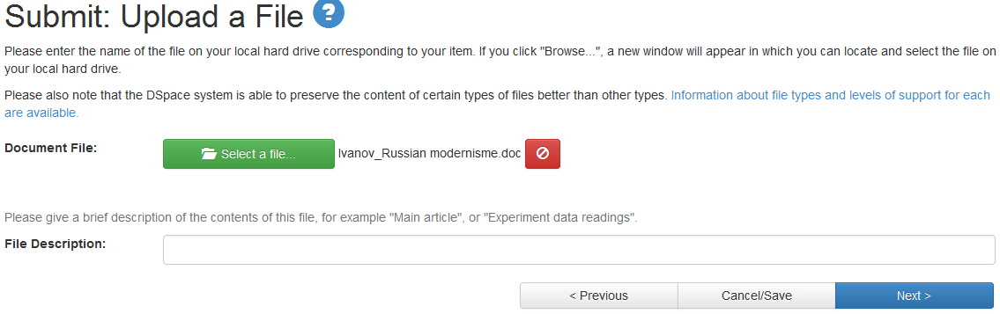 Submit: Upload a File ?
Please enter the name of the file on your local hard drive corresponding to your item. If you click "Browse...", a new window will appear in which you can locate and select the file on
your local hard drive.
Please also note that the DSpace system is able to preserve the content of certain types of files better than other types. Information about file types and levels of support for each
are available.
Document File: Select a file... Ivanov_Russian modernisme.doc
Please give a brief description of the contents of this file, for example "Main article", or "Experiment data readings".
File Description:
< Previous Cancel/Save Next >